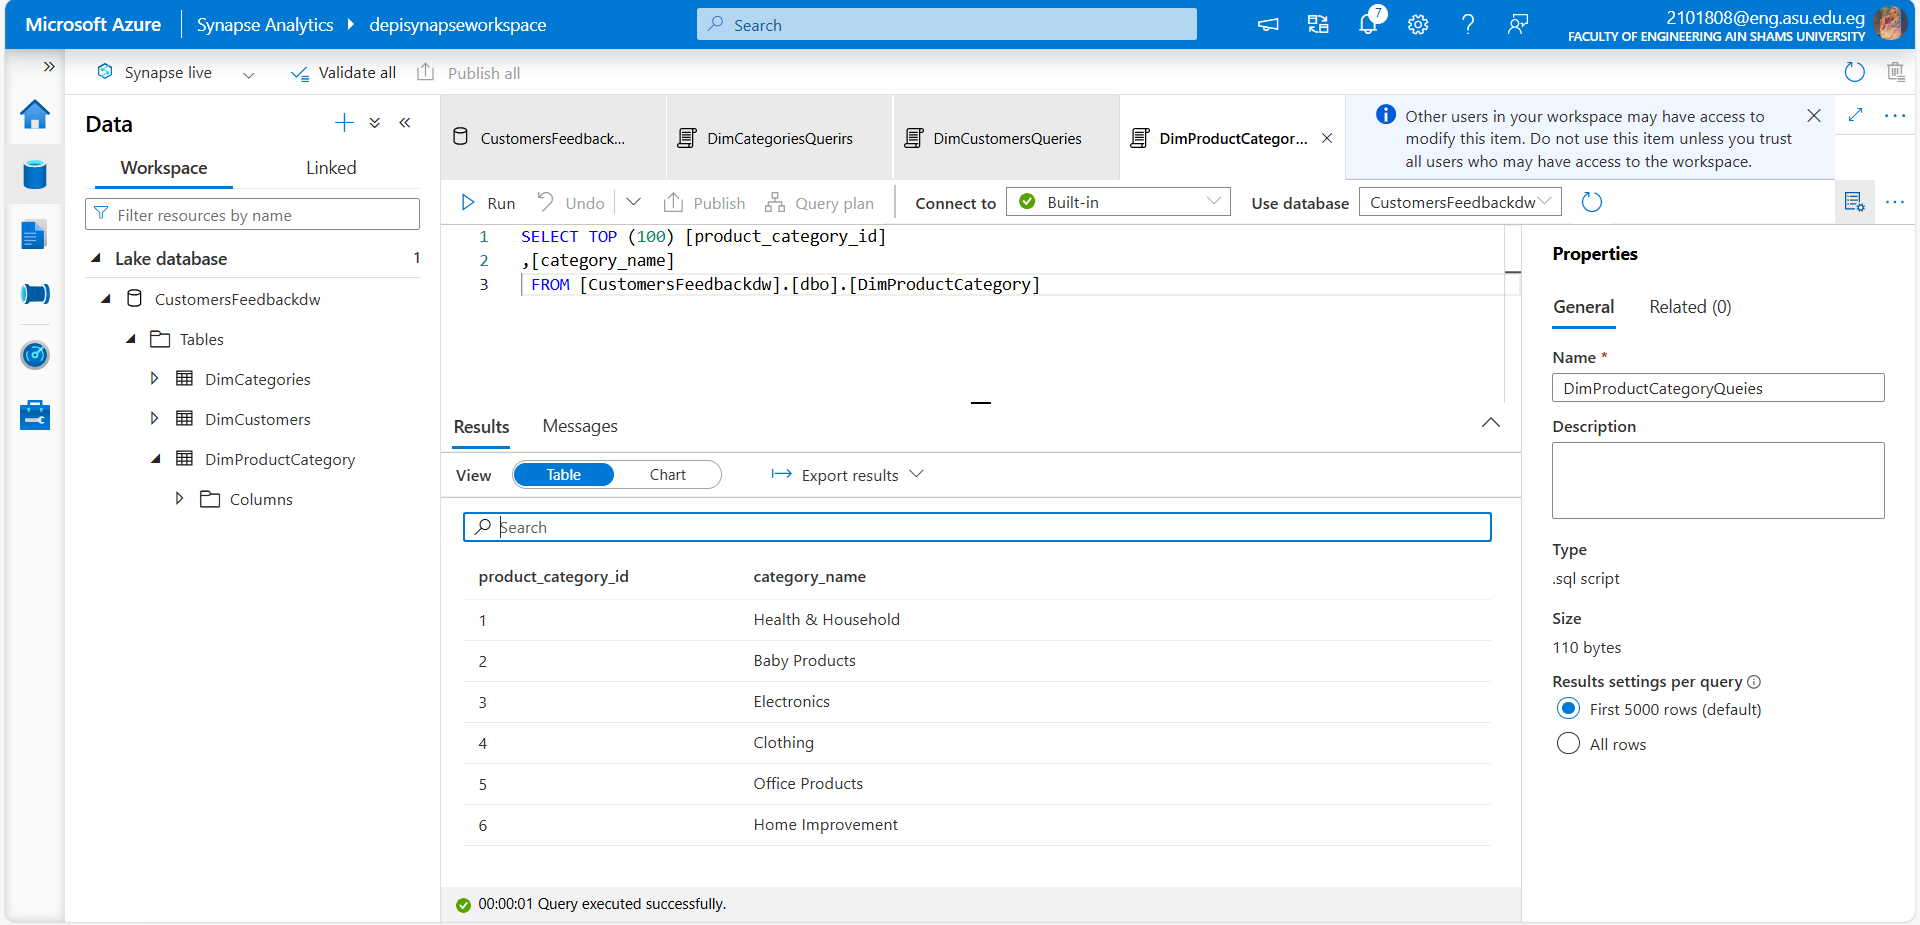 Microsoft Azure
Synapse Analytics
depisynapseworkspace
Search
7
2101808@eng.asu.edu.eg
FACULTY OF ENGINEERING AIN SHAMS UNIVERSITY
Synapse live
Validate all
Publish all
Data
Workspace
Linked
Filter resources by name
Lake database
1
CustomersFeedbackdw
Tables
DimCategories
DimCustomers
DimProductCategory
Columns
CustomersFeedback...
DimCategoriesQuerirs
DimCustomersQueries
DimProductCategor...
Other users in your workspace may have access to
modify this item. Do not use this item unless you trust
all users who may have access to the workspace.
Run
Undo
Publish
Query plan
Connect to
Built-in
Use database
CustomersFeedbackdw
1 SELECT TOP (100) [product_category_id]
2 ,[category_name]
3 FROM [CustomersFeedbackdw].[dbo].[DimProductCategory]
Results
Messages
View
Table
Chart
Export results
Search
product_category_id category_name
1 Health & Household
2 Baby Products
3 Electronics
4 Clothing
5 Office Products
6 Home Improvement
00:00:01 Query executed successfully.
Properties
General
Related (0)
Name *
DimProductCategoryQueies
Description
Type
.sql script
Size
110 bytes
Results settings per query
First 5000 rows (default)
All rows